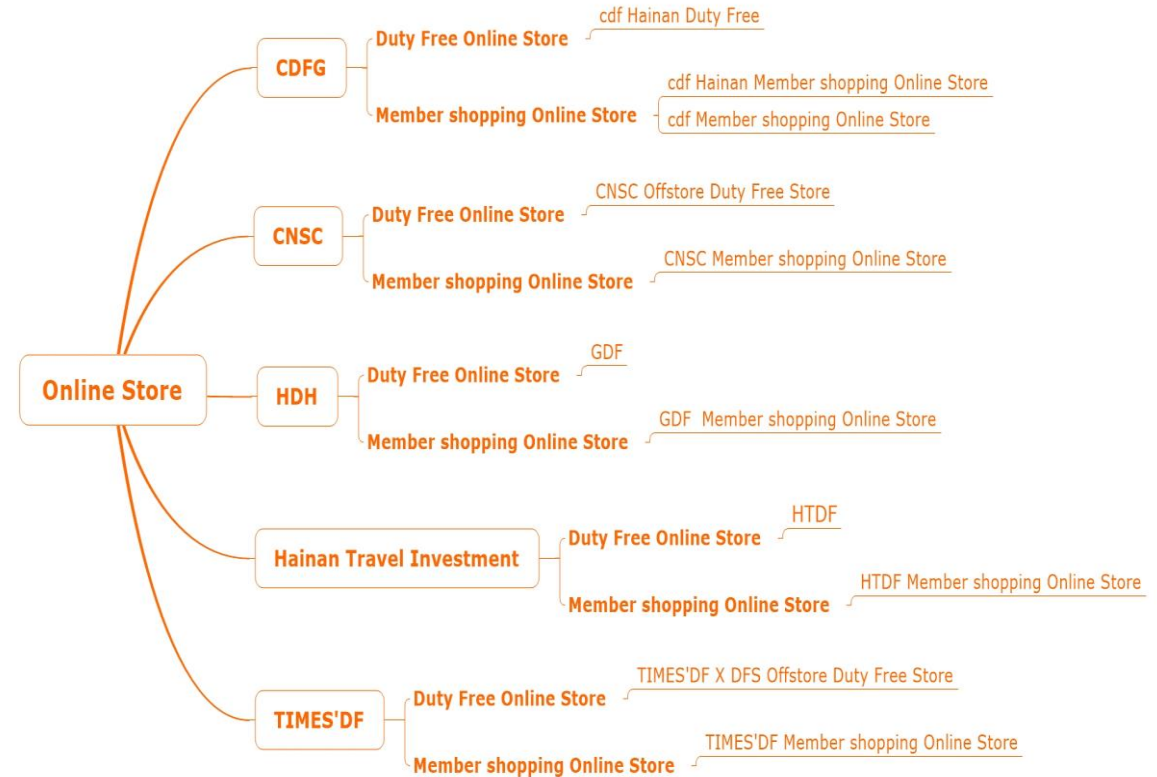 Online Store
CDFG
Duty Free Online Store
cdf Hainan Duty Free
Member shopping Online Store
cdf Hainan Member shopping Online Store
cdf Member shopping Online Store
CNSC
Duty Free Online Store
CNSC Offstore Duty Free Store
Member shopping Online Store
CNSC Member shopping Online Store
HDH
Duty Free Online Store
GDF
Member shopping Online Store
GDF Member shopping Online Store
Hainan Travel Investment
Duty Free Online Store
HTDF
Member shopping Online Store
HTDF Member shopping Online Store
TIMES'DF
Duty Free Online Store
TIMES'DF X DFS Offstore Duty Free Store
Member shopping Online Store
TIMES'DF Member shopping Online Store